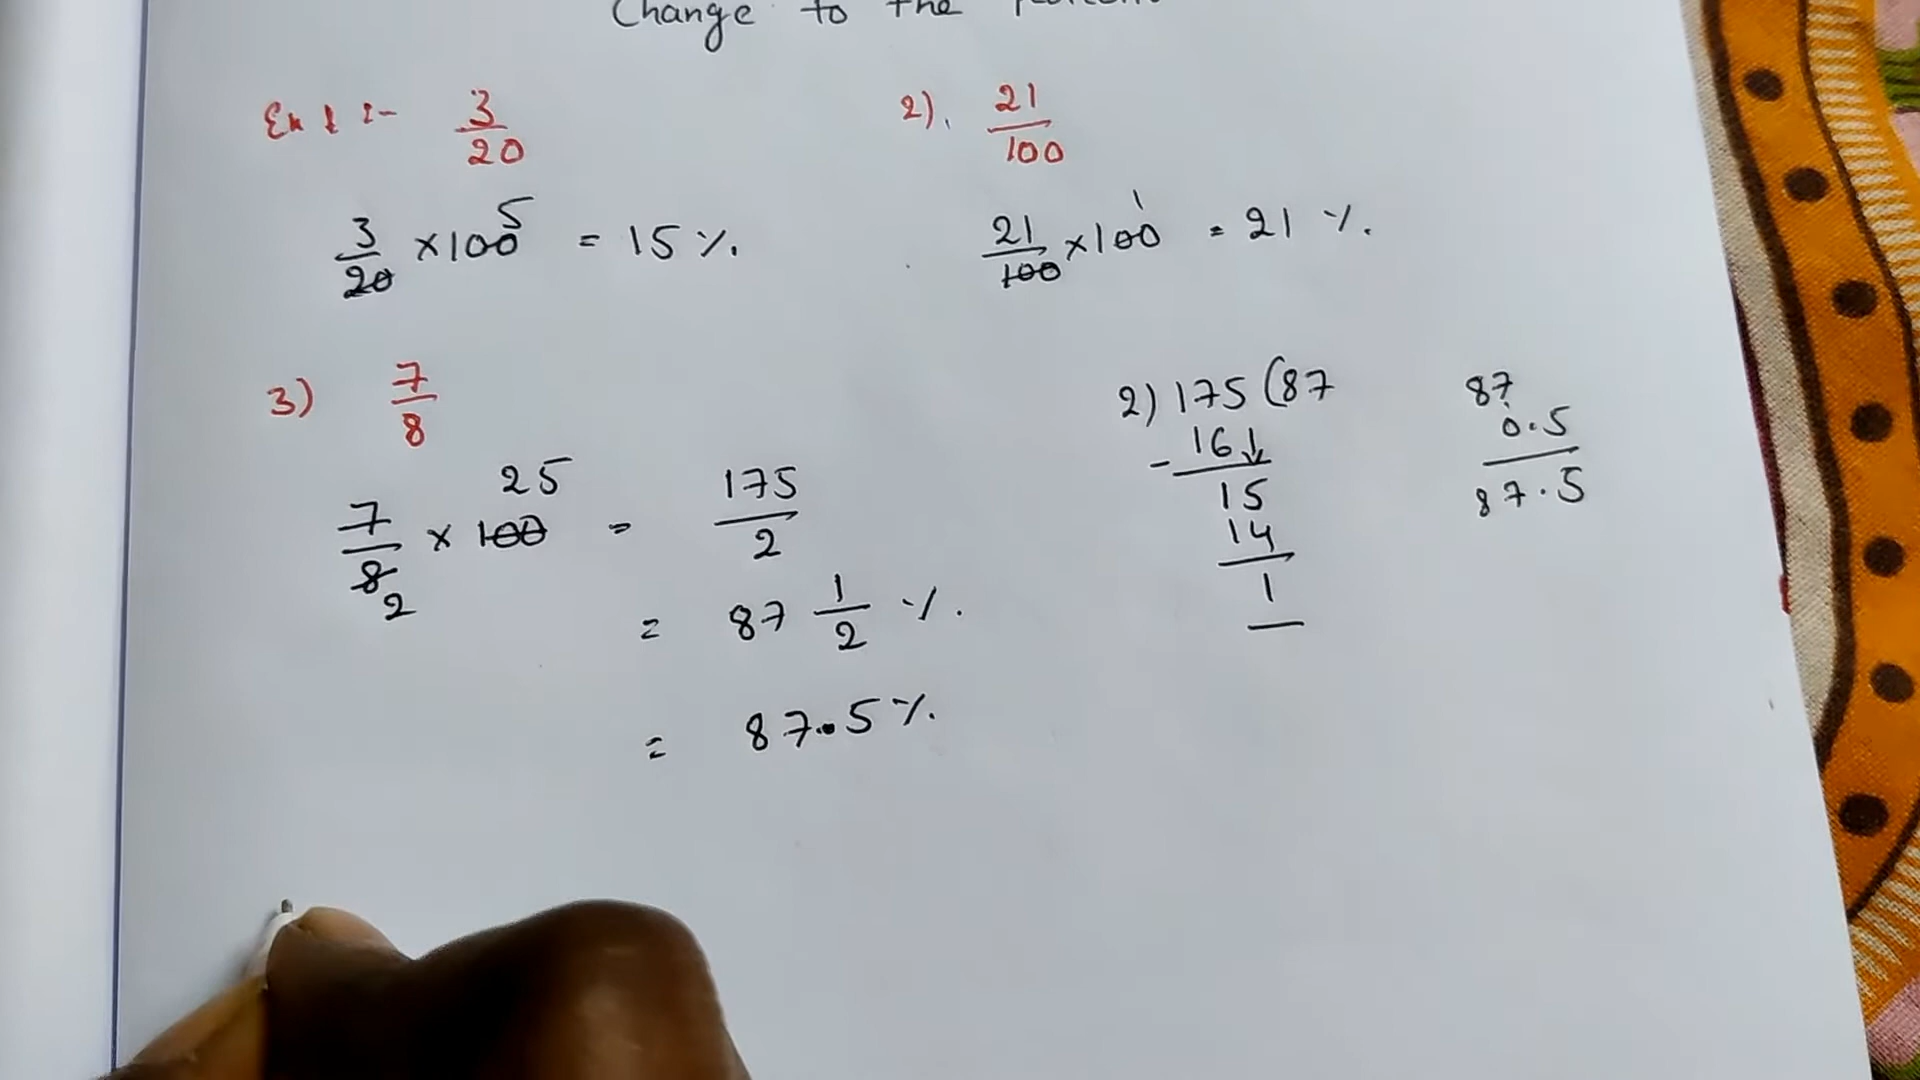 Change to the
Ex 1 :- 3/20
3/20 × 100 5 = 15 %
2). 21/100
21/100 × 100 1 = 21 %
3) 7/8
7/8 2 × 100 25 = 175/2
= 87 1/2 %
= 87.5 %
2) 175 (87
- 16↓
15
14
1
87
0.5
87.5